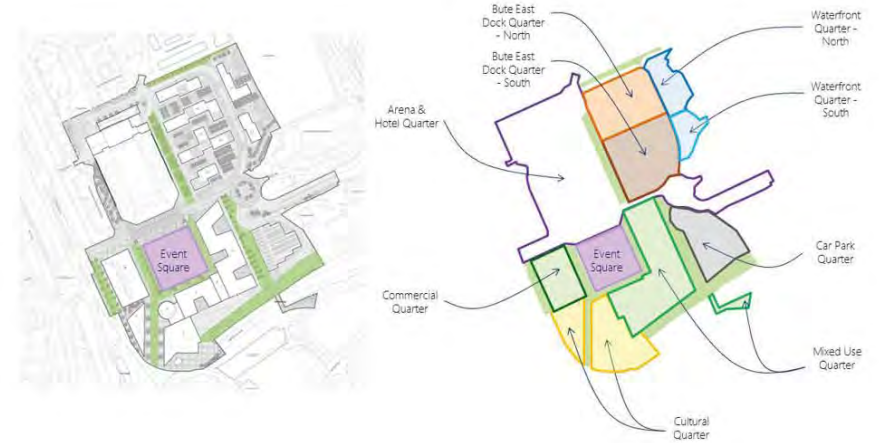 Event
Square
Bute East
Dock Quarter
– North
Bute East
Dock Quarter
– South
Waterfront
Quarter –
North
Waterfront
Quarter –
South
Arena &
Hotel Quarter
Event
Square
Car Park
Quarter
Commercial
Quarter
Mixed Use
Quarter
Cultural
Quarter